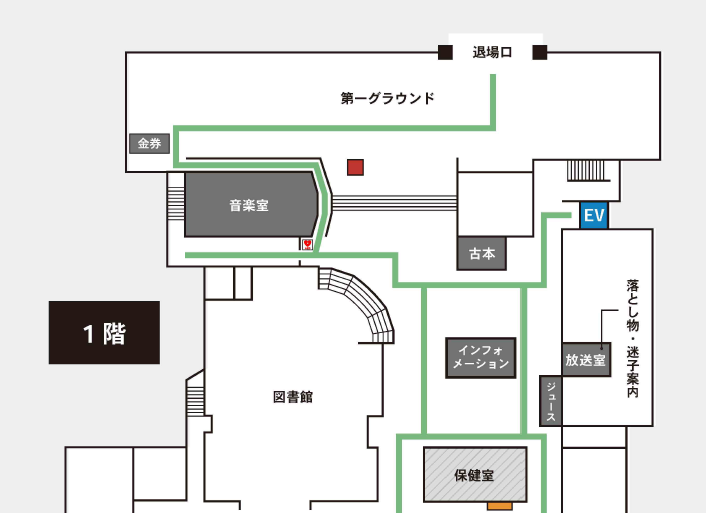 退場口
第一グラウンド
金券
音楽室
EV
古本
落とし物・迷子案内
1階
インフォ
メーション
放送室
ジュース
図書館
保健室